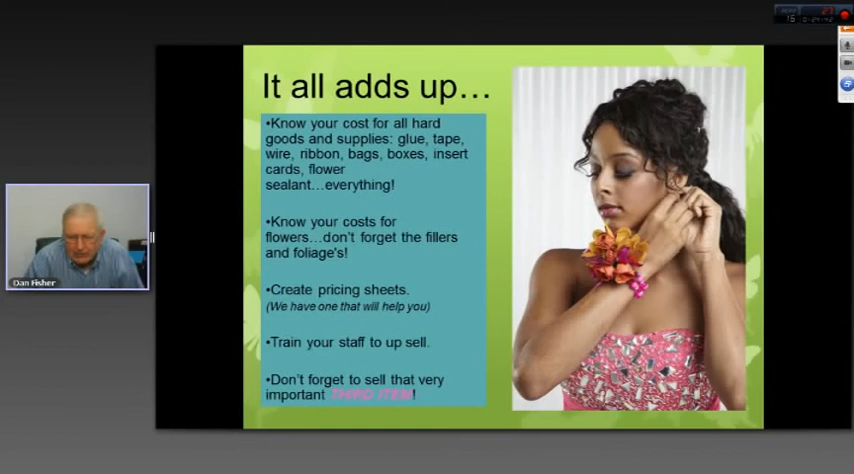 It all adds up…
•Know your cost for all hard
goods and supplies: glue, tape,
wire, ribbon, bags, boxes, insert
cards, flower
sealant…everything!
•Know your costs for
flowers…don't forget the fillers
and foliage's!
•Create pricing sheets.
(We have one that will help you)
•Train your staff to up sell.
•Don't forget to sell that very
important THIRD ITEM!
Dan Fisher